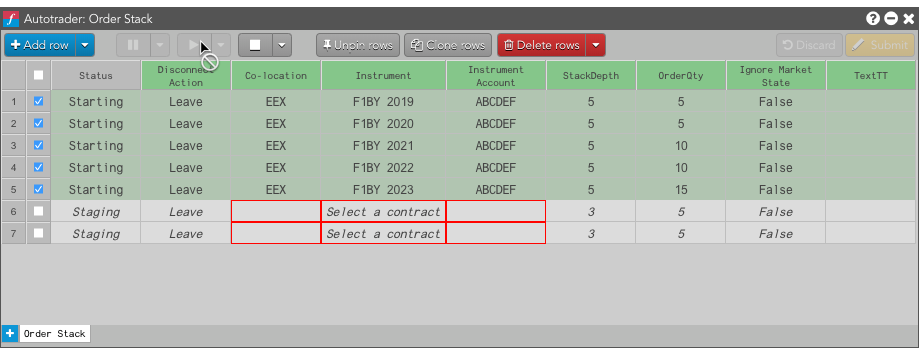 Autotrader: Order Stack
Add row Unpin rows Clone rows Delete rows Discard Submit
Status Disconnect Action Co-location Instrument Instrument Account StackDepth OrderQty Ignore Market State TextTT
1 Starting Leave EEX F1BY 2019 ABCDEF 5 5 False
2 Starting Leave EEX F1BY 2020 ABCDEF 5 5 False
3 Starting Leave EEX F1BY 2021 ABCDEF 5 10 False
4 Starting Leave EEX F1BY 2022 ABCDEF 5 10 False
5 Starting Leave EEX F1BY 2023 ABCDEF 5 15 False
6 Staging Leave Select a contract 3 5 False
7 Staging Leave Select a contract 3 5 False
Order Stack